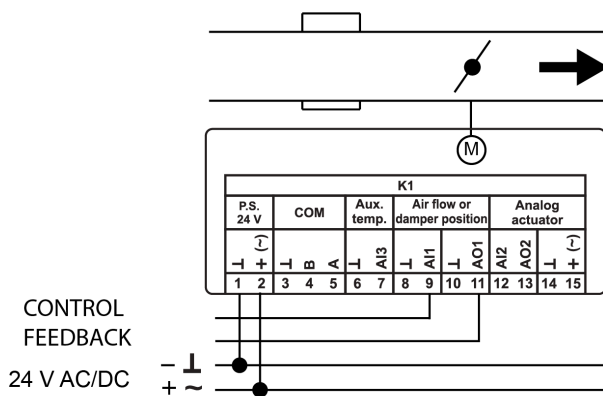 M
K1
P.S. 24 V
COM
Aux. temp.
Air flow or damper position
Analog actuator
⊥ + (~) ⊥ B A ⊥ AI3 ⊥ AI1 ⊥ AO1 AI2 AO2 ⊥ + (~)
1 2 3 4 5 6 7 8 9 10 11 12 13 14 15
CONTROL
FEEDBACK
− ⊥
24 V AC/DC
+ ~